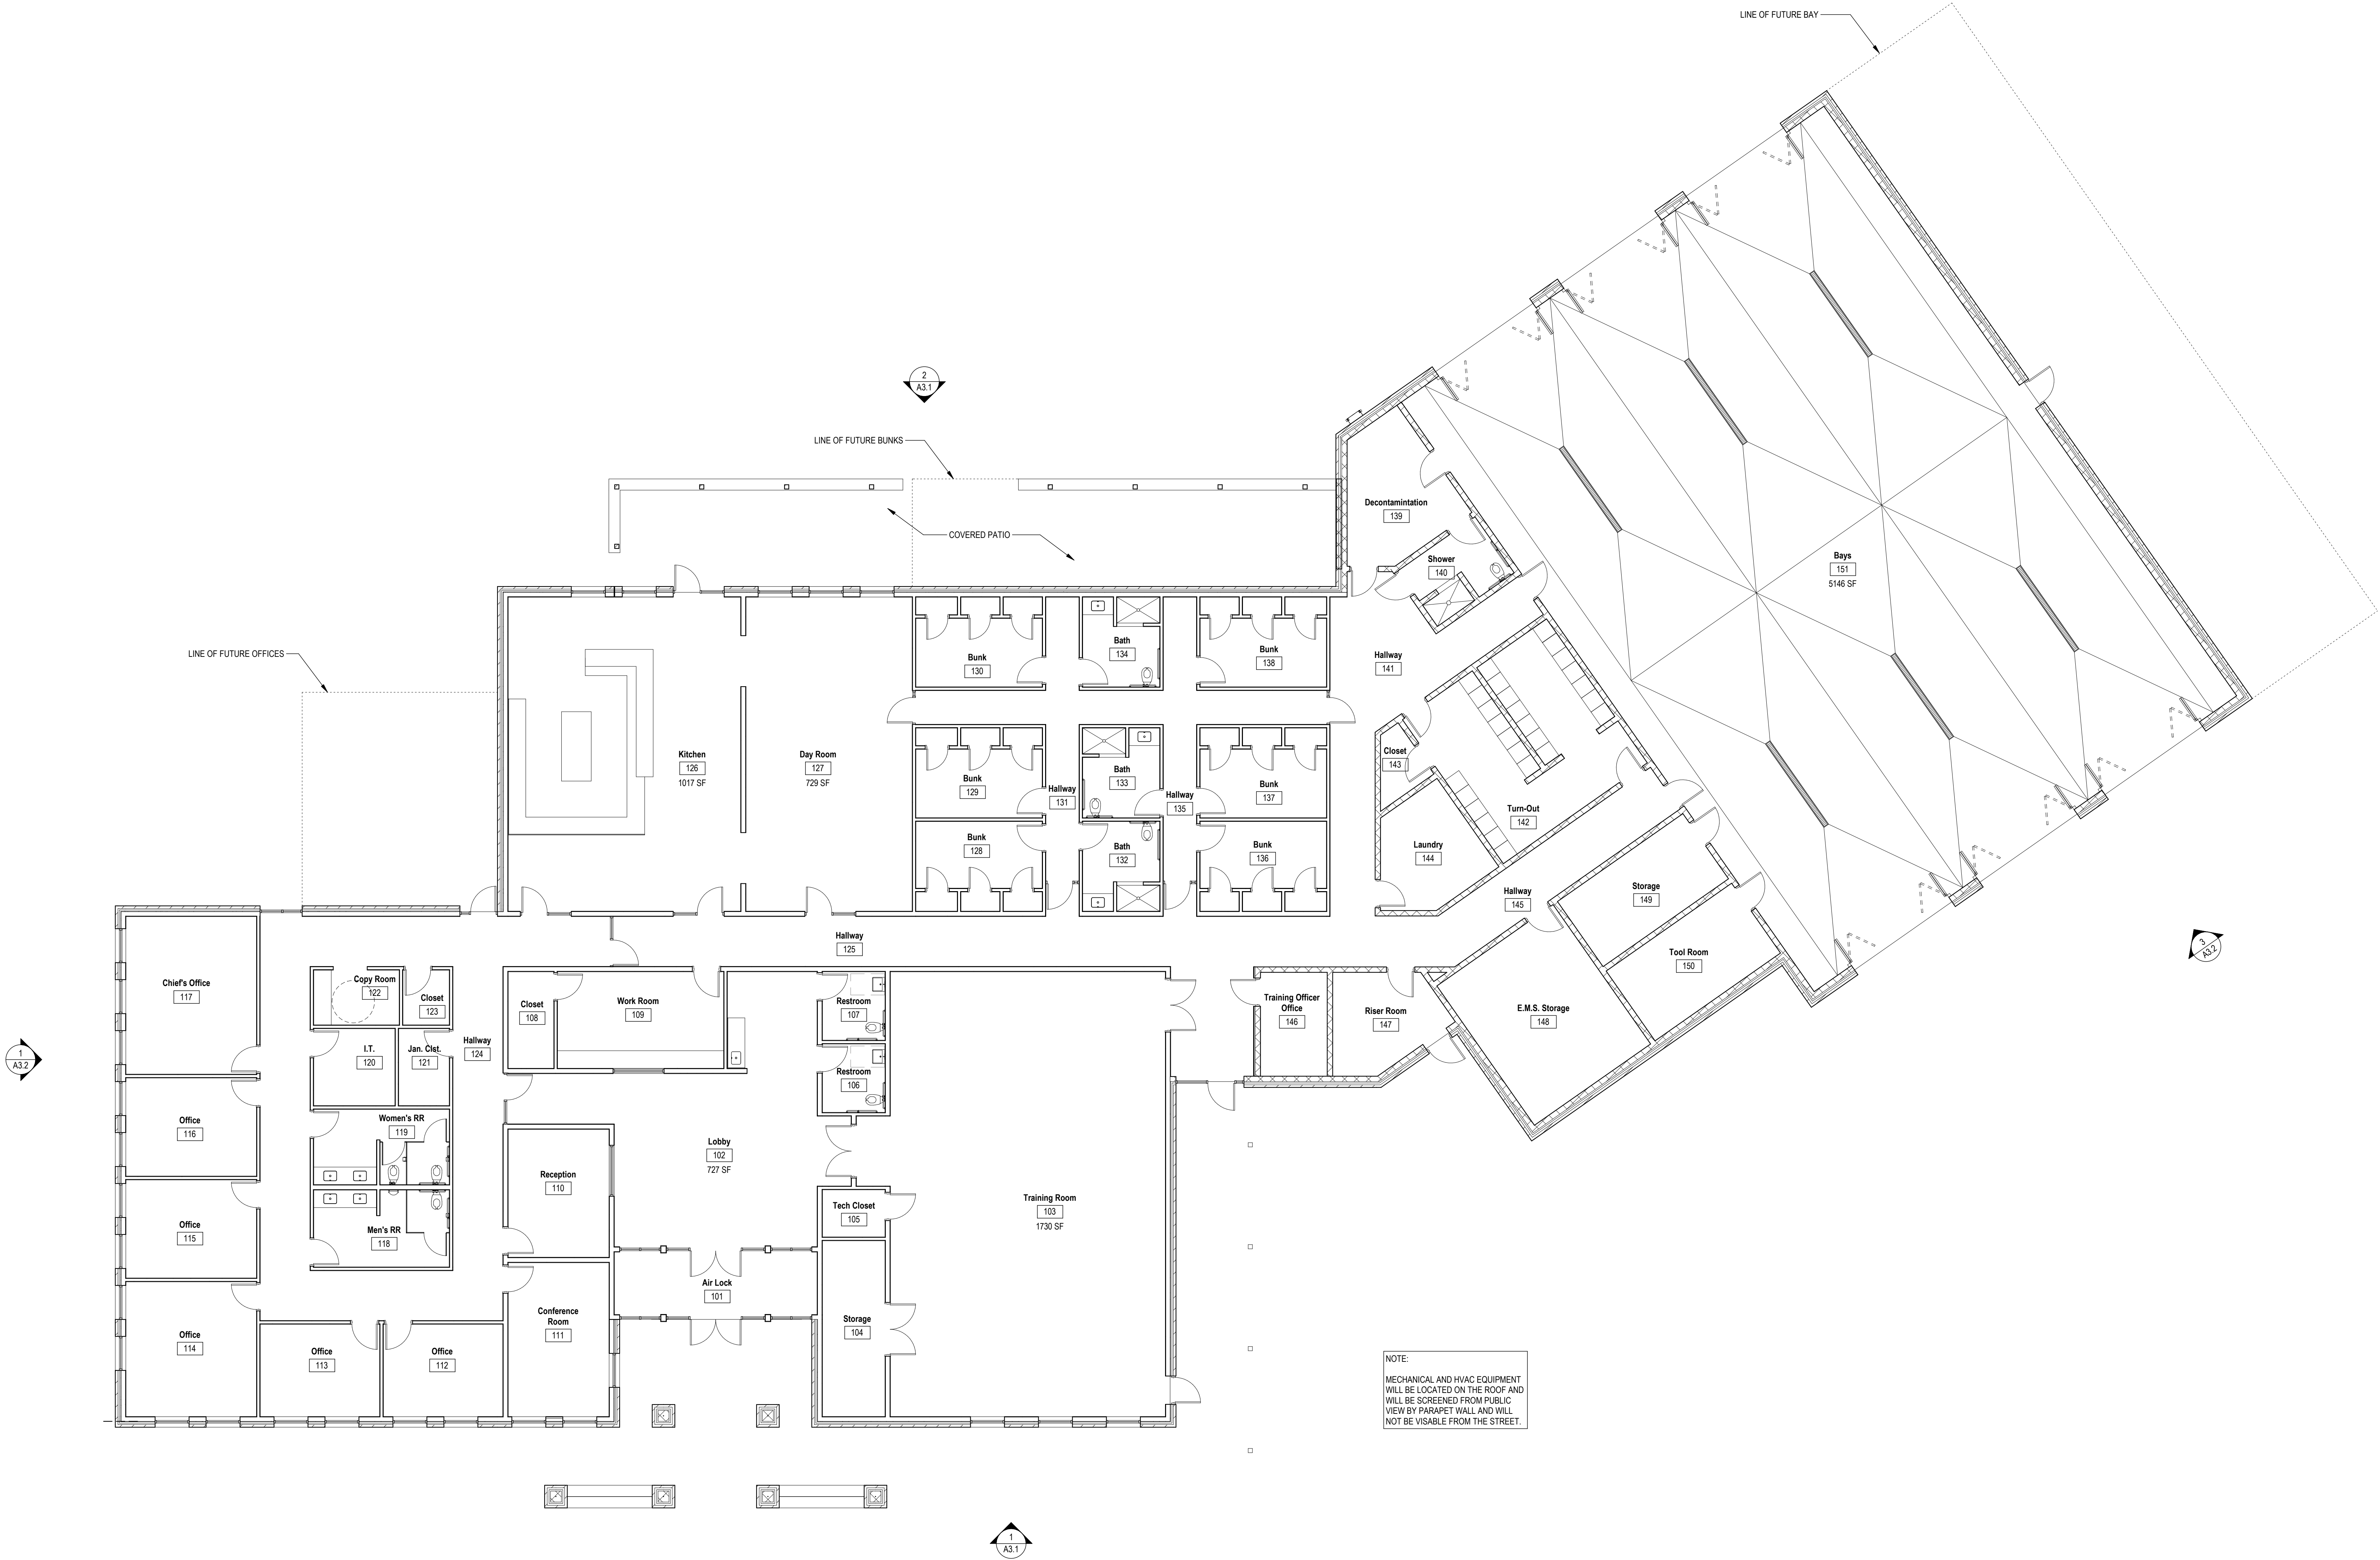 LINE OF FUTURE BAY
2
A3.1
LINE OF FUTURE BUNKS
COVERED PATIO
LINE OF FUTURE OFFICES
Decontamintation
139
Shower
140
Bays
151
5146 SF
Bunk
130
Bath
134
Bunk
138
Hallway
141
Kitchen
126
1017 SF
Day Room
127
729 SF
Bunk
129
Hallway
131
Bath
133
Hallway
135
Bunk
137
Closet
143
Turn-Out
142
Bunk
128
Bath
132
Bunk
136
Laundry
144
Hallway
145
Storage
149
Tool Room
150
3
A3.2
Hallway
125
Chief's Office
117
Copy Room
122
Closet
123
Closet
108
Work Room
109
Restroom
107
Training Officer
Office
146
Riser Room
147
E.M.S. Storage
148
1
A3.2
I.T.
120
Jan. Clst.
121
Hallway
124
Restroom
106
Office
116
Women's RR
119
Lobby
102
727 SF
Reception
110
Office
115
Men's RR
118
Tech Closet
105
Training Room
103
1730 SF
Air Lock
101
Office
114
Office
113
Office
112
Conference
Room
111
Storage
104
NOTE:
MECHANICAL AND HVAC EQUIPMENT
WILL BE LOCATED ON THE ROOF AND
WILL BE SCREENED FROM PUBLIC
VIEW BY PARAPET WALL AND WILL
NOT BE VISABLE FROM THE STREET.
1
A3.1